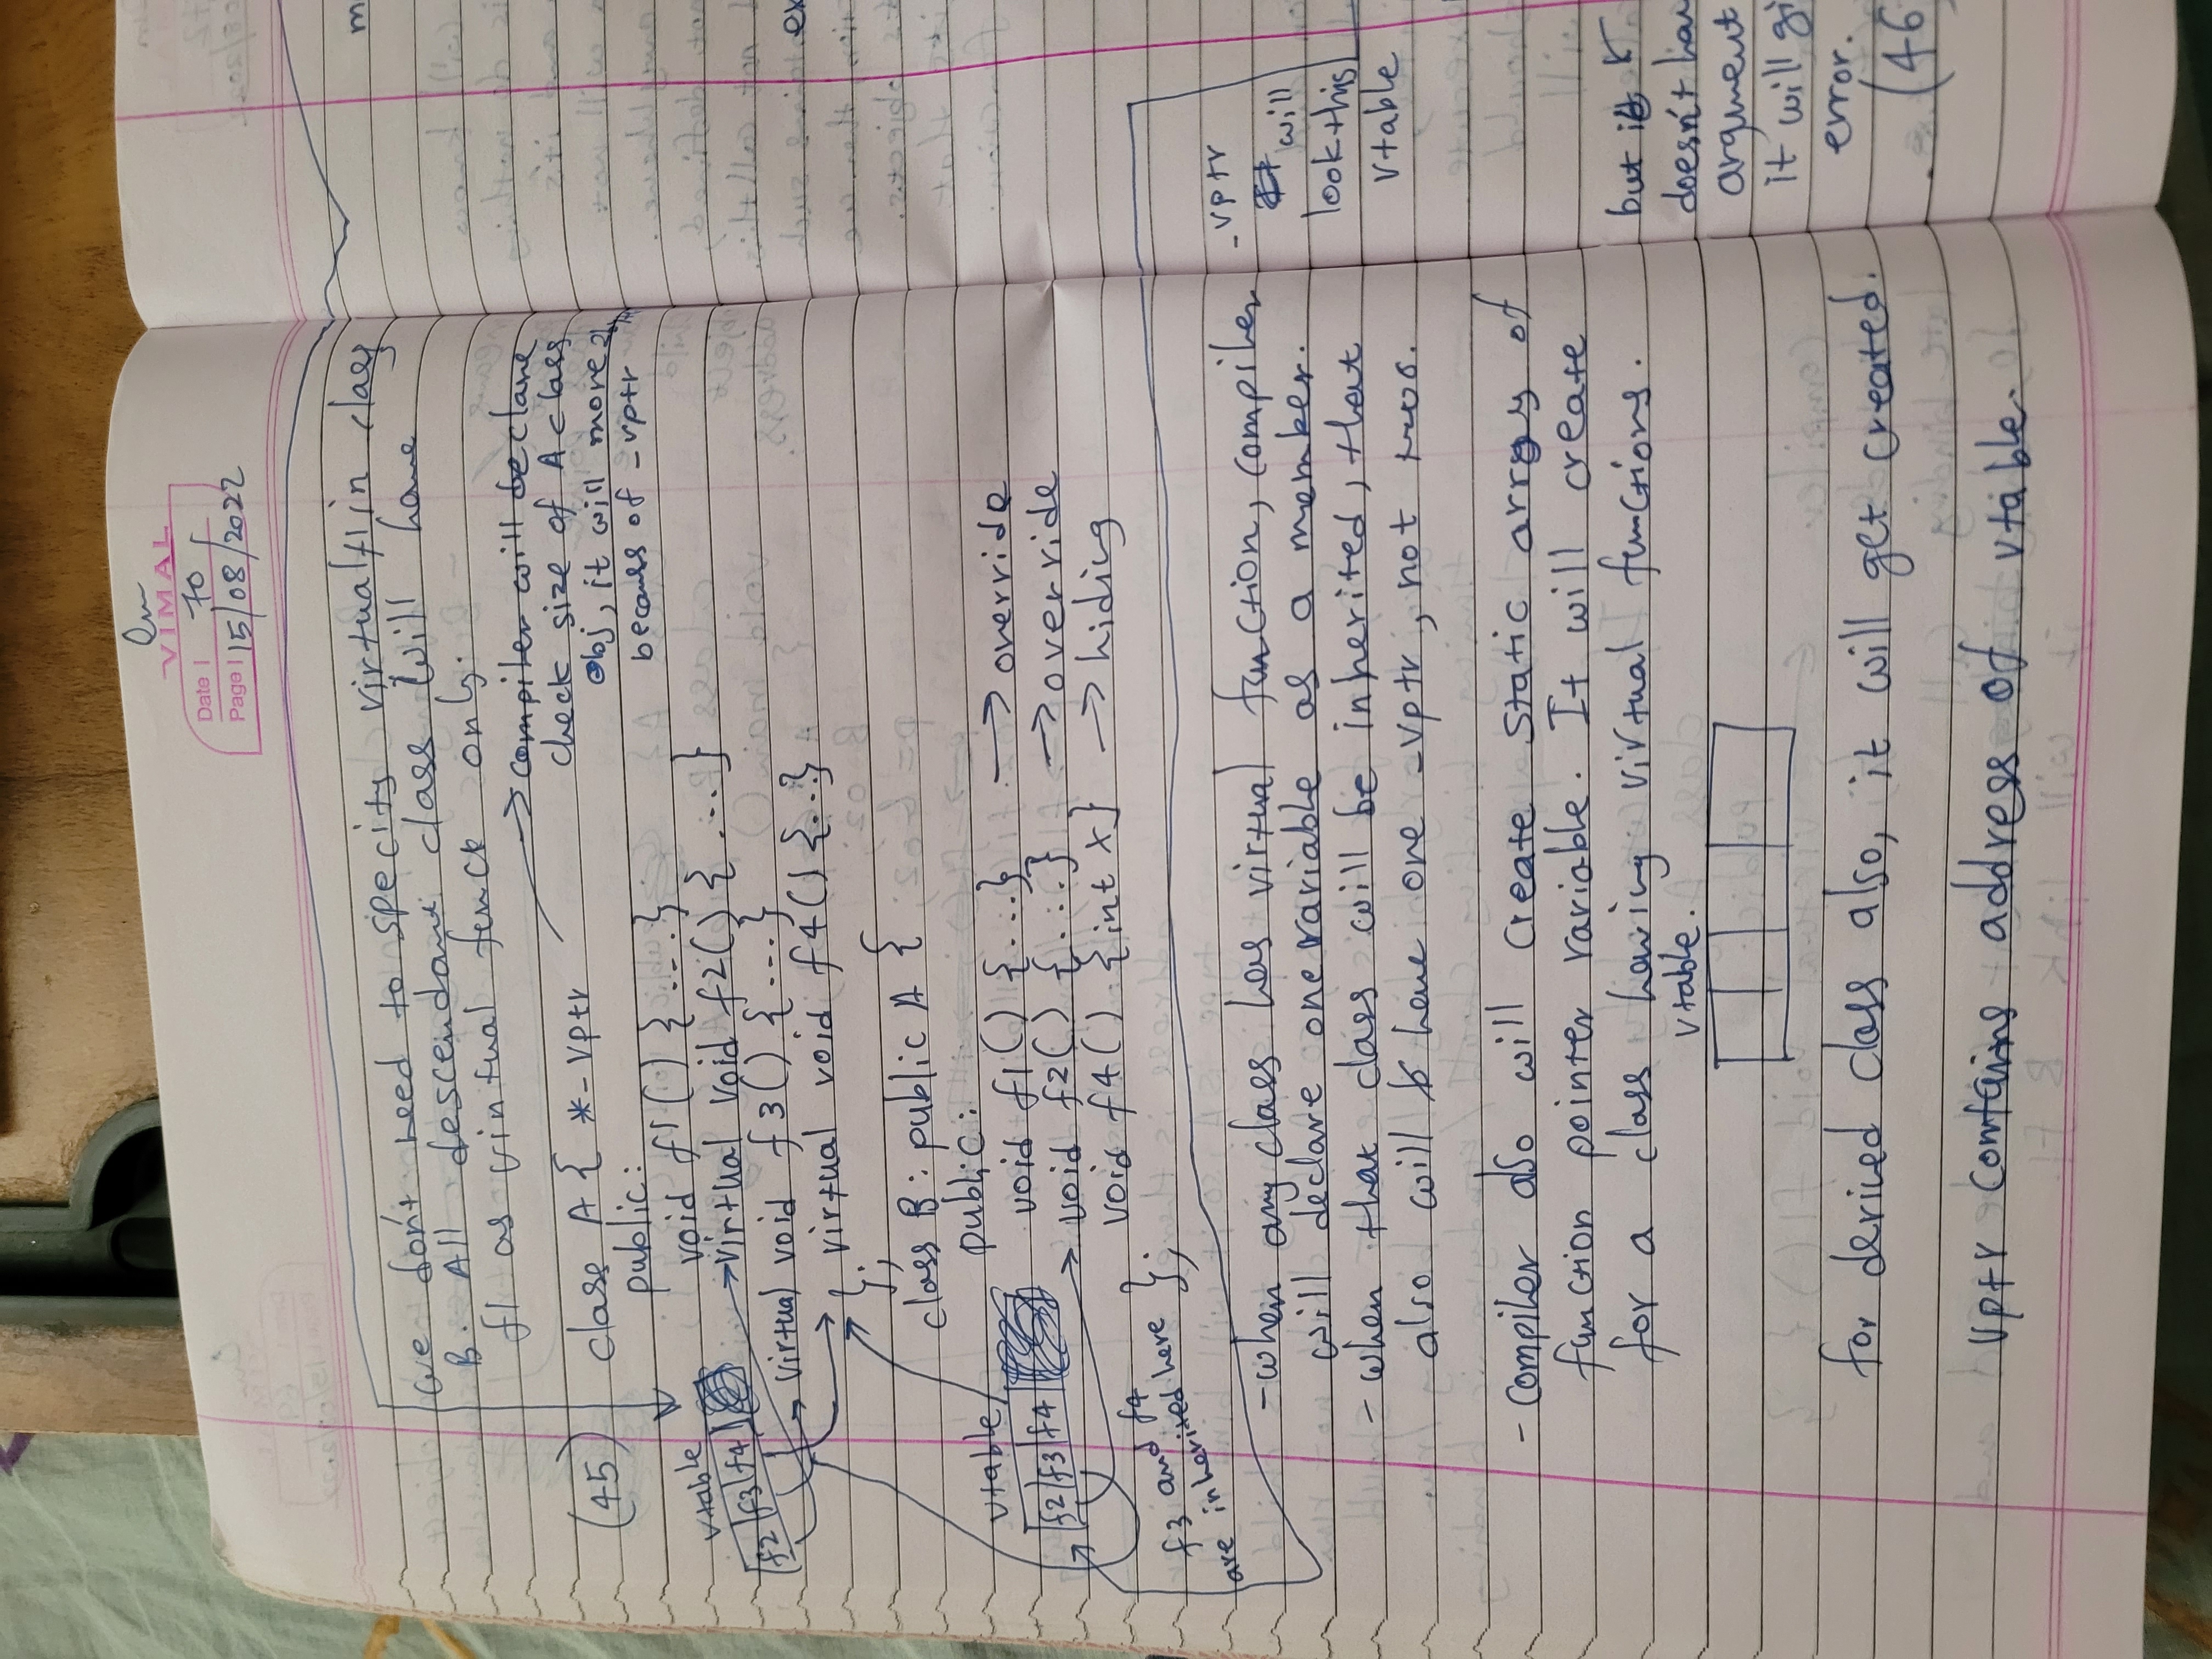 Om
VIMAL
Date | 70
Page | 15/08/2022
we don't need to specify virtual f1 in class
B. All descendant class will have
f1 as virtual funck only.
compiler will declare
check size of A class
obj, it will more
because of -vptr
(45)
class A { *-vptr
public:
void f1() {....}
vtable
f2 | f3 | f4
virtual void f2() {...}
virtual void f3() {...}
virtual void f4() {...}
};
class B: public A {
public:
vtable
f2 | f3 | f4
void f1() {...} → override
void f2() {...} → override
void f4() {int x} → hiding
f3 and f4
are inherited here
};
- when any class has virtual function, compiler
will declare one variable as a member.
- when that class will be inherited, that
also will have one -vptr, not two.
- compiler also will create static array of
function pointer variable. It will create
for a class having virtual functions.
vtable.
for derived class also, it will get created.
vptr contains address of vtable.
m
ex
-vptr
will
look this
vtable
but it
doesn't hav
argument
it will gi
error.
(46